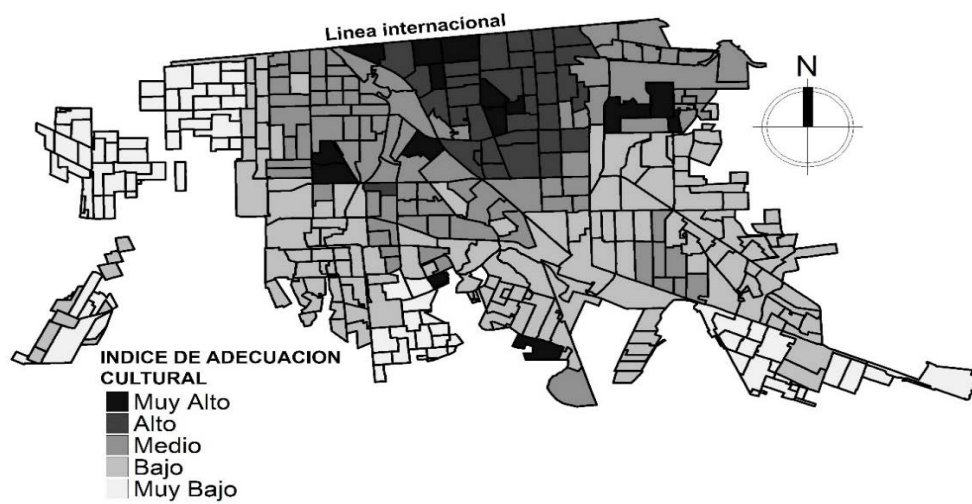 Linea internacional
N
INDICE DE ADECUACION
CULTURAL
Muy Alto
Alto
Medio
Bajo
Muy Bajo